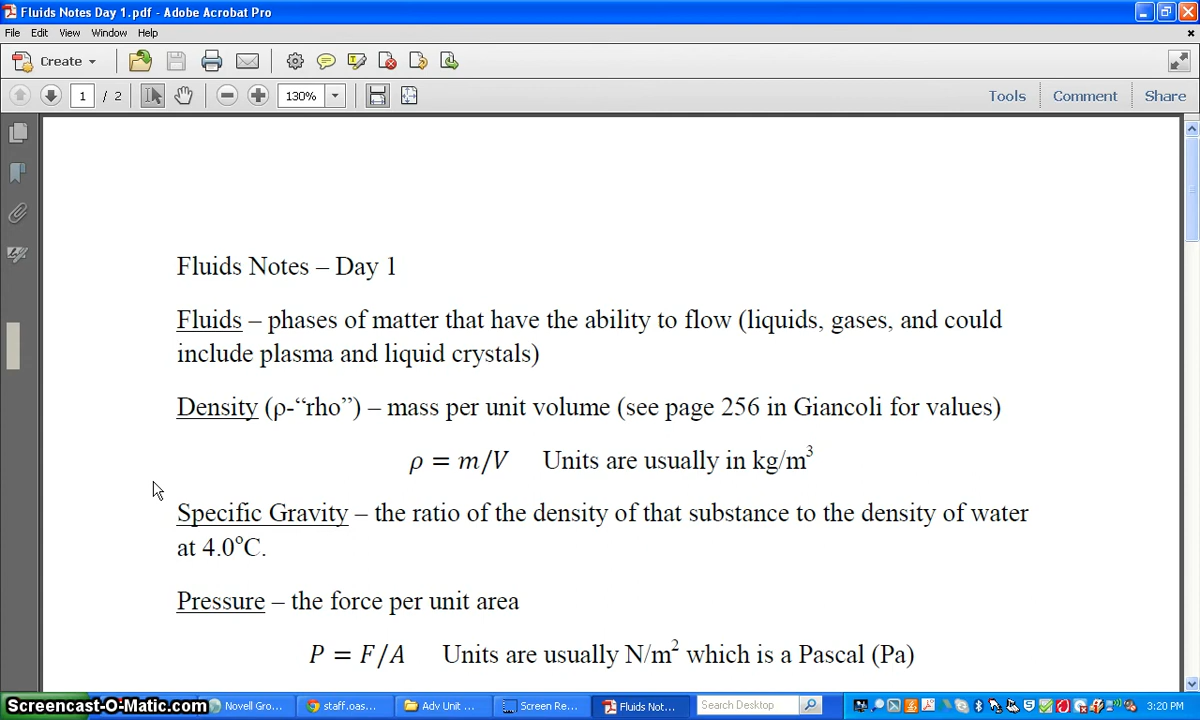 Fluids Notes Day 1.pdf - Adobe Acrobat Pro
File Edit View Window Help
Create
1 / 2 130% Tools Comment Share
Fluids Notes – Day 1
Fluids – phases of matter that have the ability to flow (liquids, gases, and could
include plasma and liquid crystals)
Density (ρ-“rho”) – mass per unit volume (see page 256 in Giancoli for values)
ρ = m/V Units are usually in kg/m³
Specific Gravity – the ratio of the density of that substance to the density of water
at 4.0°C.
Pressure – the force per unit area
P = F/A Units are usually N/m² which is a Pascal (Pa)
Screencast-O-Matic.com Novell Gro... staff.oas... Adv Unit ... Screen Re... Fluids Not... Search Desktop 3:20 PM